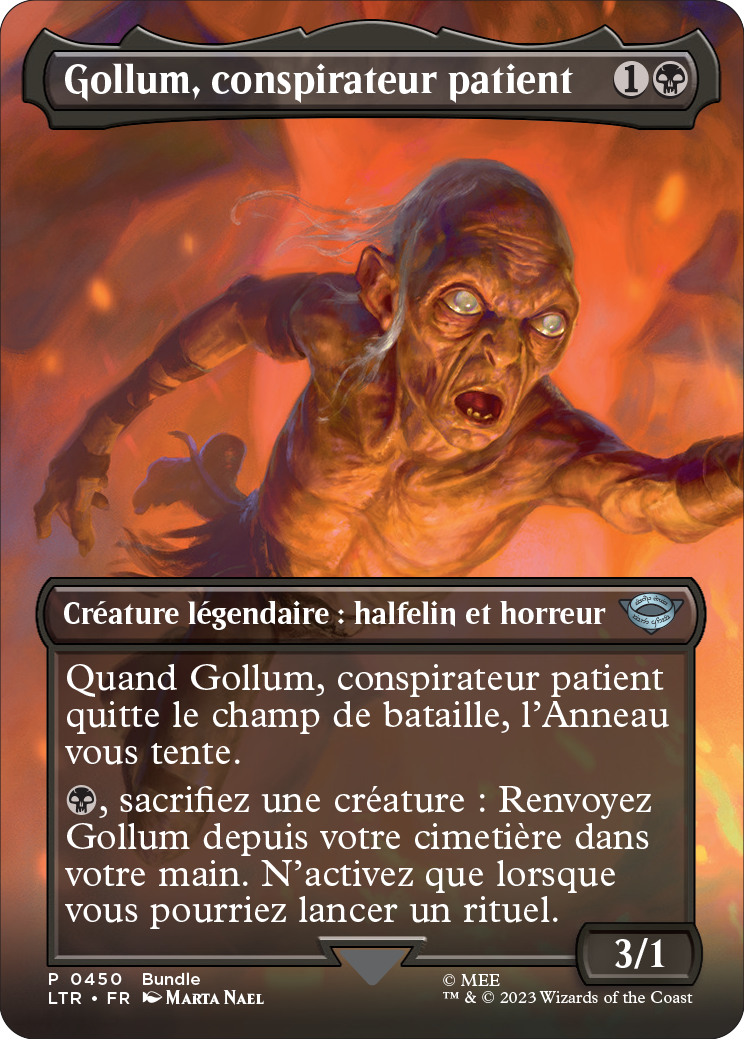 Gollum, conspirateur patient 1
Créature légendaire : halfelin et horreur
Quand Gollum, conspirateur patient
quitte le champ de bataille, l'Anneau
vous tente.
, sacrifiez une créature : Renvoyez
Gollum depuis votre cimetière dans
votre main. N'activez que lorsque
vous pourriez lancer un rituel.
3/1
P 0450 Bundle
LTR • FR Marta Nael
© MEE
™ & © 2023 Wizards of the Coast